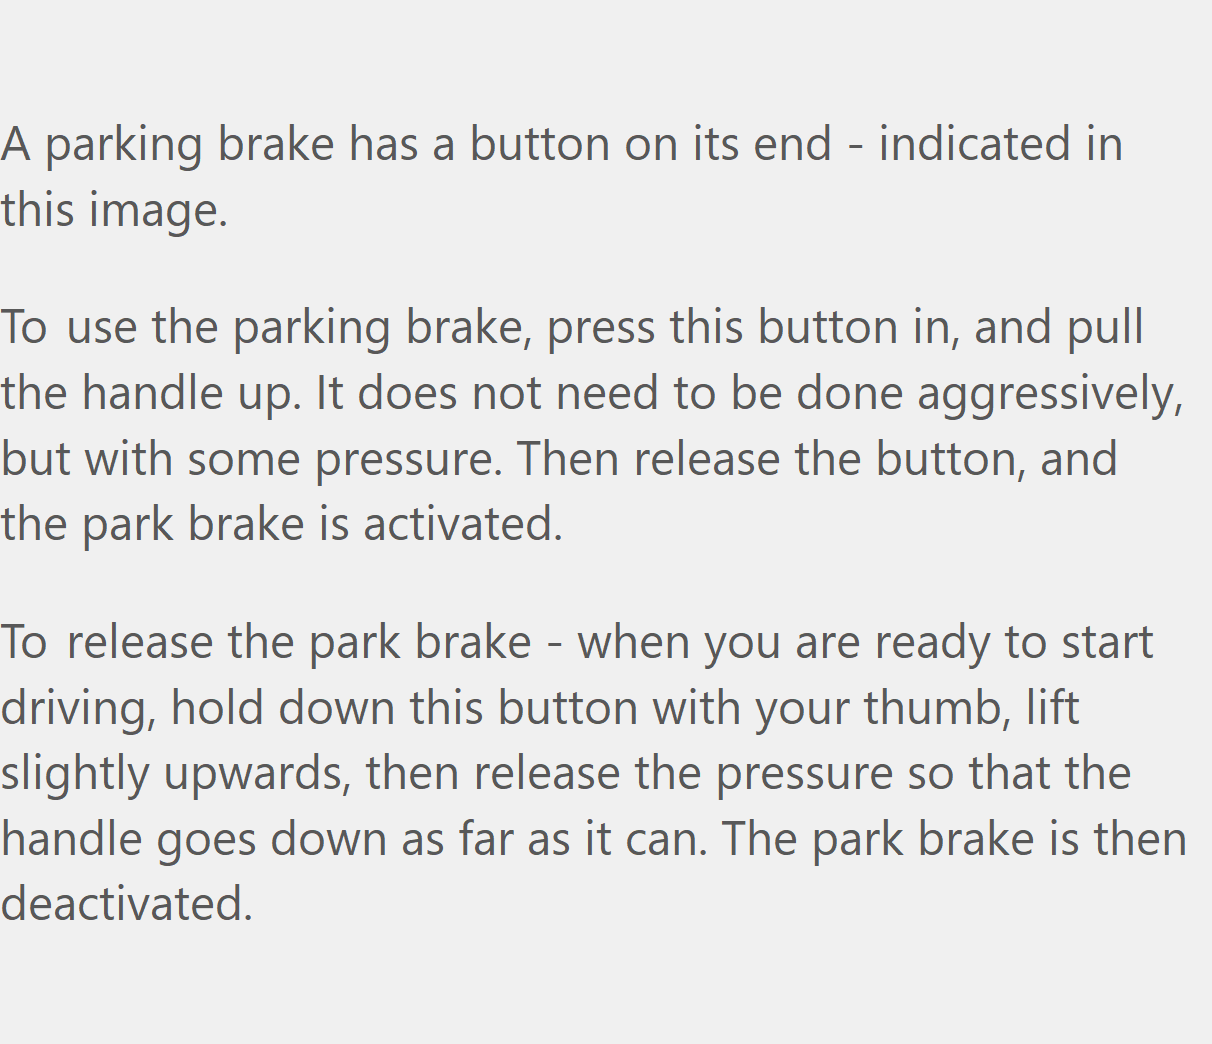 A parking brake has a button on its end - indicated in
this image.
To use the parking brake, press this button in, and pull
the handle up. It does not need to be done aggressively,
but with some pressure. Then release the button, and
the park brake is activated.
To release the park brake - when you are ready to start
driving, hold down this button with your thumb, lift
slightly upwards, then release the pressure so that the
handle goes down as far as it can. The park brake is then
deactivated.